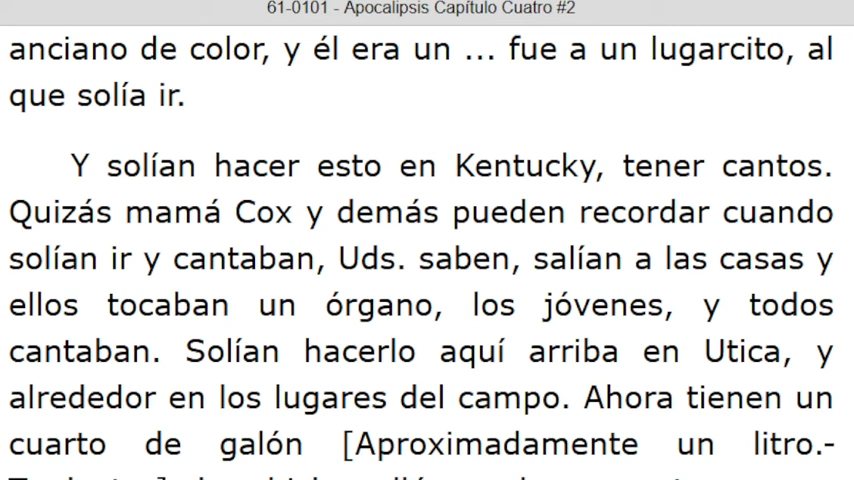 61-0101 - Apocalipsis Capítulo Cuatro #2
anciano de color, y él era un ... fue a un lugarcito, al
que solía ir.
Y solían hacer esto en Kentucky, tener cantos.
Quizás mamá Cox y demás pueden recordar cuando
solían ir y cantaban, Uds. saben, salían a las casas y
ellos tocaban un órgano, los jóvenes, y todos
cantaban. Solían hacerlo aquí arriba en Utica, y
alrededor en los lugares del campo. Ahora tienen un
cuarto de galón [Aproximadamente un litro.-